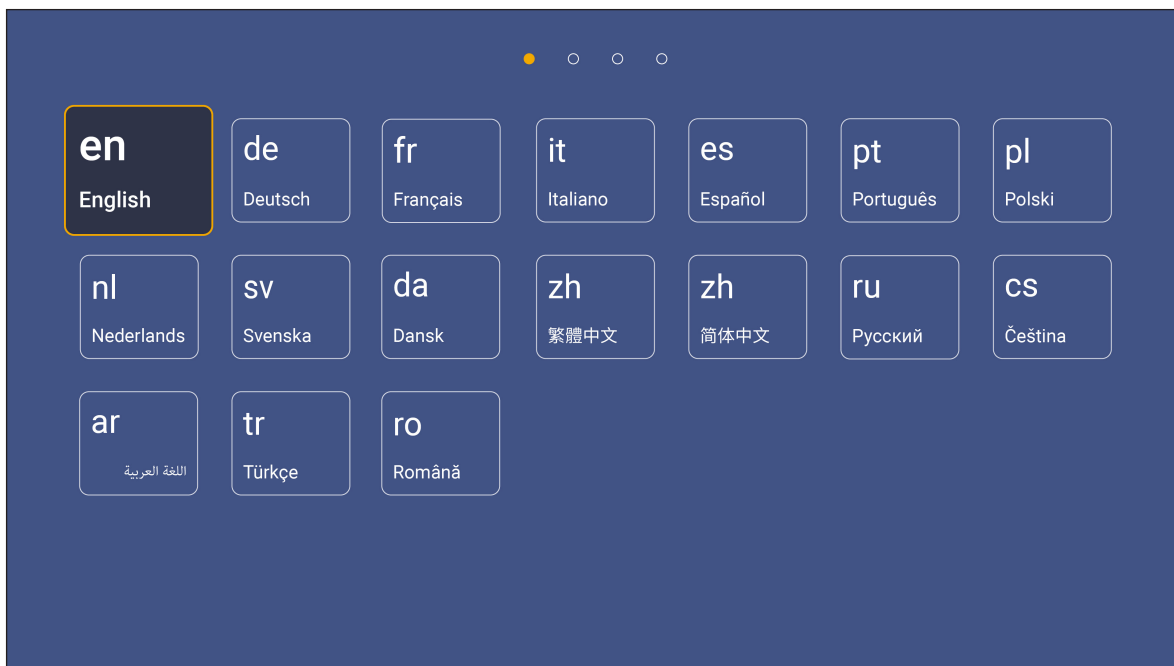 en
English
de
Deutsch
fr
Français
it
Italiano
es
Español
pt
Português
pl
Polski
nl
Nederlands
sv
Svenska
da
Dansk
zh
繁體中文
zh
简体中文
ru
Русский
cs
Čeština
ar
اللغة العربية
tr
Türkçe
ro
Română